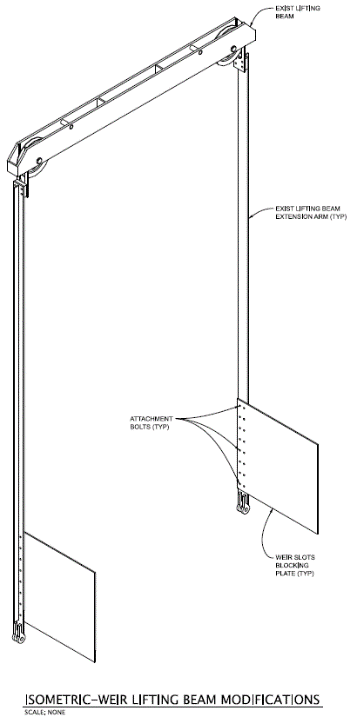 EXIST LIFTING
BEAM
EXIST LIFTING BEAM
EXTENSION ARM (TYP)
ATTACHMENT
BOLTS (TYP)
WEIR SLOTS
BLOCKING
PLATE (TYP)
ISOMETRIC-WEIR LIFTING BEAM MODIFICATIONS
SCALE: NONE